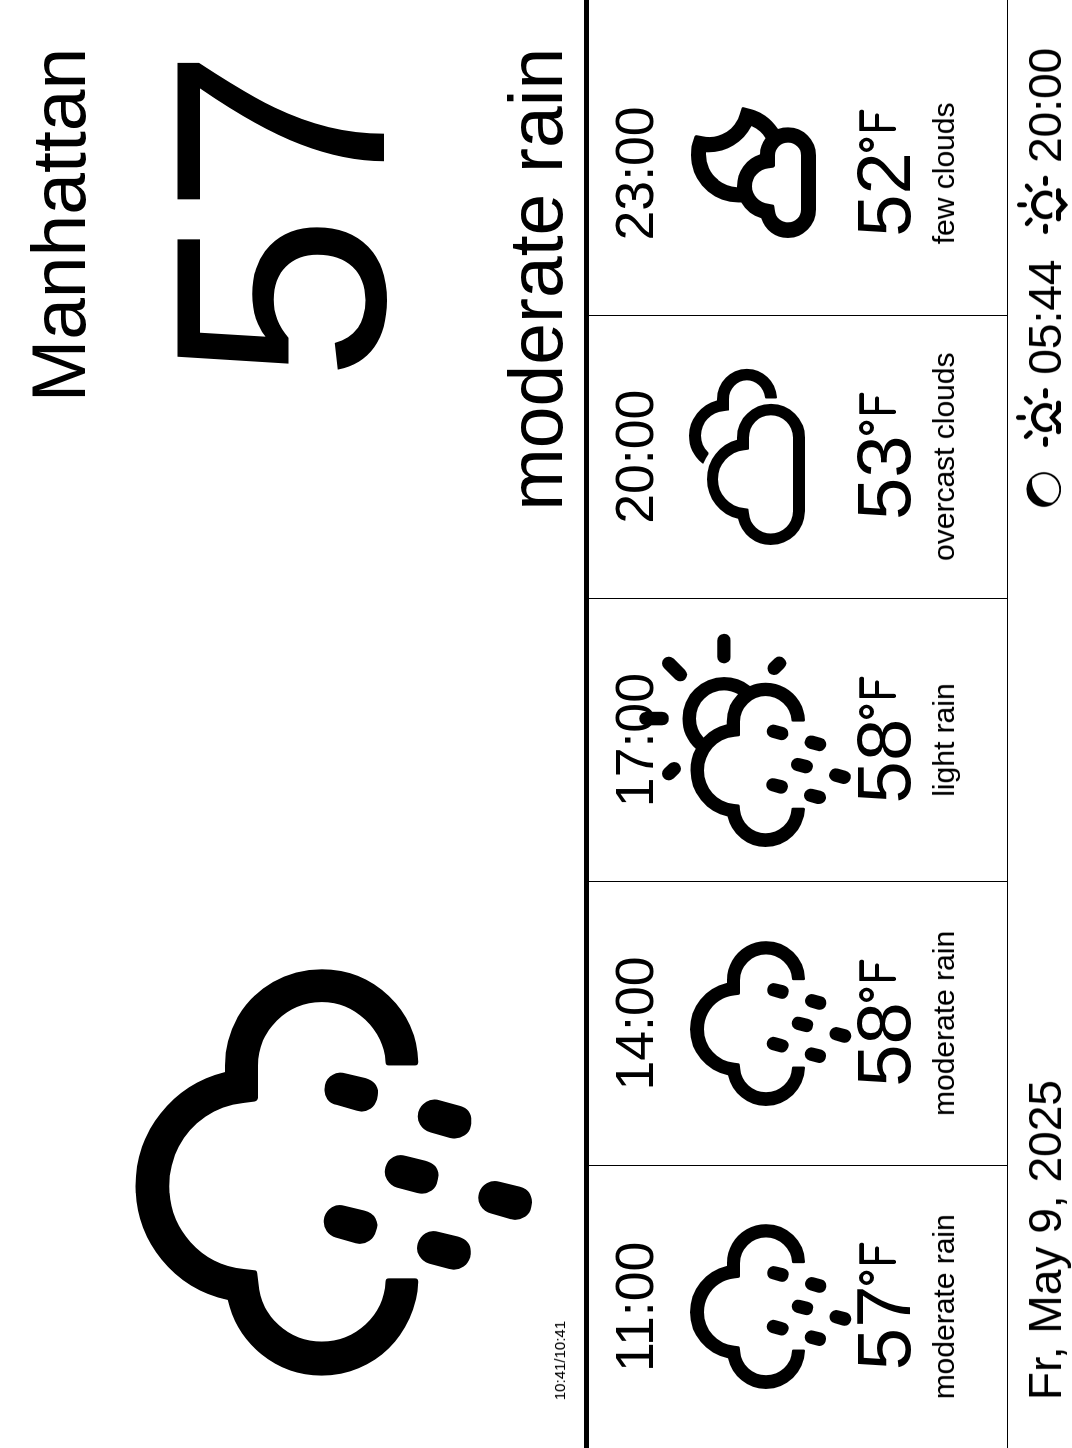 Manhattan
57
moderate rain
10:41/10:41
11:00 14:00 17:00 20:00 23:00
57°F 58°F 58°F 53°F 52°F
moderate rain moderate rain light rain overcast clouds few clouds
Fr, May 9, 2025 05:44 20:00